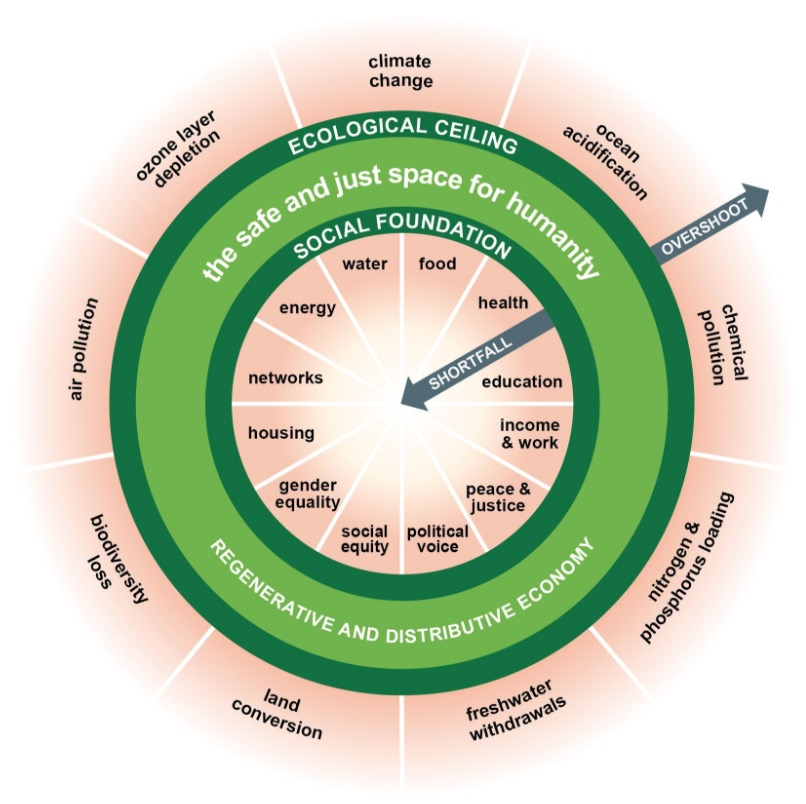 climate
change
ozone layer
depletion
ocean
acidification
ECOLOGICAL CEILING
the safe and just space for humanity
SOCIAL FOUNDATION
OVERSHOOT
water
food
energy
health
air pollution
chemical
pollution
SHORTFALL
networks
education
housing
income
& work
gender
equality
peace &
justice
social
equity
political
voice
biodiversity
loss
nitrogen &
phosphorus loading
REGENERATIVE AND DISTRIBUTIVE ECONOMY
land
conversion
freshwater
withdrawals